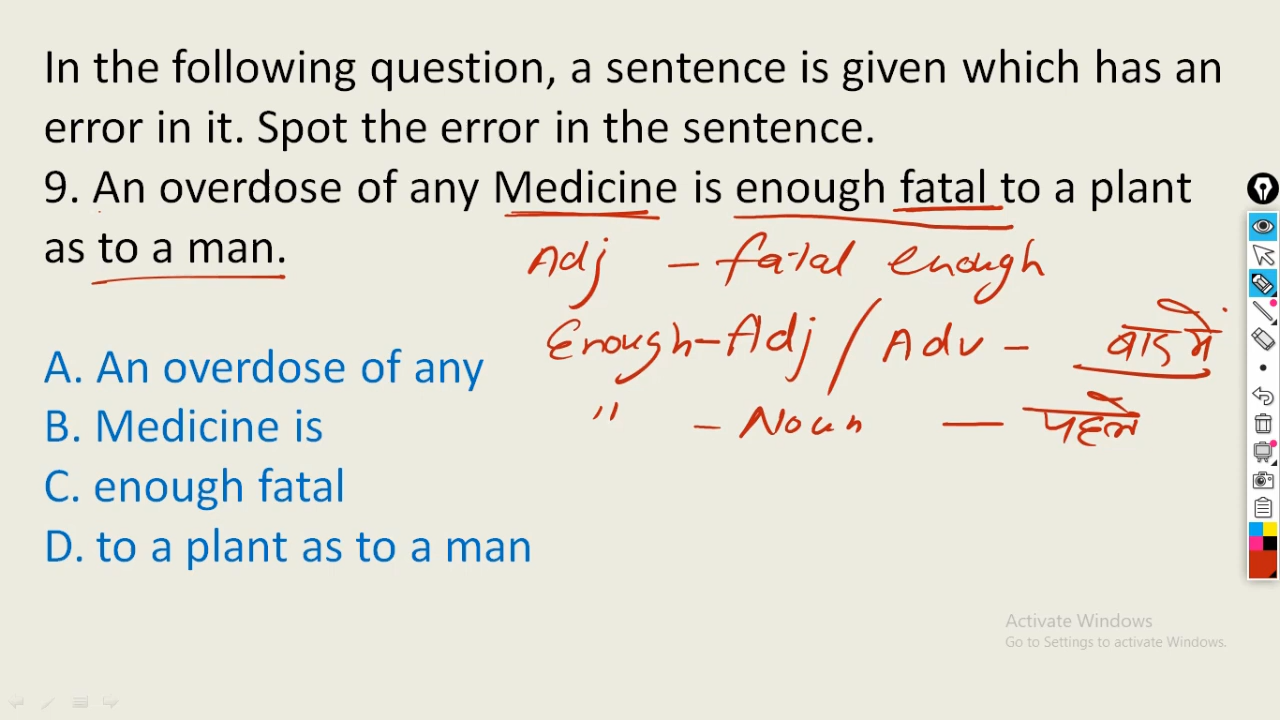 In the following question, a sentence is given which has an
error in it. Spot the error in the sentence.
9. An overdose of any Medicine is enough fatal to a plant
as to a man.
Adj – fatal enough
Enough – Adj / Adv – बाद में
" – Noun – पहले
A. An overdose of any
B. Medicine is
C. enough fatal
D. to a plant as to a man
Activate Windows
Go to Settings to activate Windows.